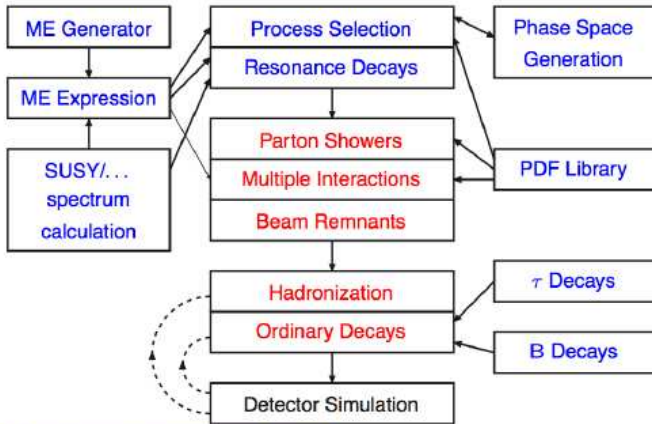 ME Generator
ME Expression
SUSY/...
spectrum
calculation
Process Selection
Resonance Decays
Parton Showers
Multiple Interactions
Beam Remnants
Hadronization
Ordinary Decays
Detector Simulation
Phase Space
Generation
PDF Library
τ Decays
B Decays